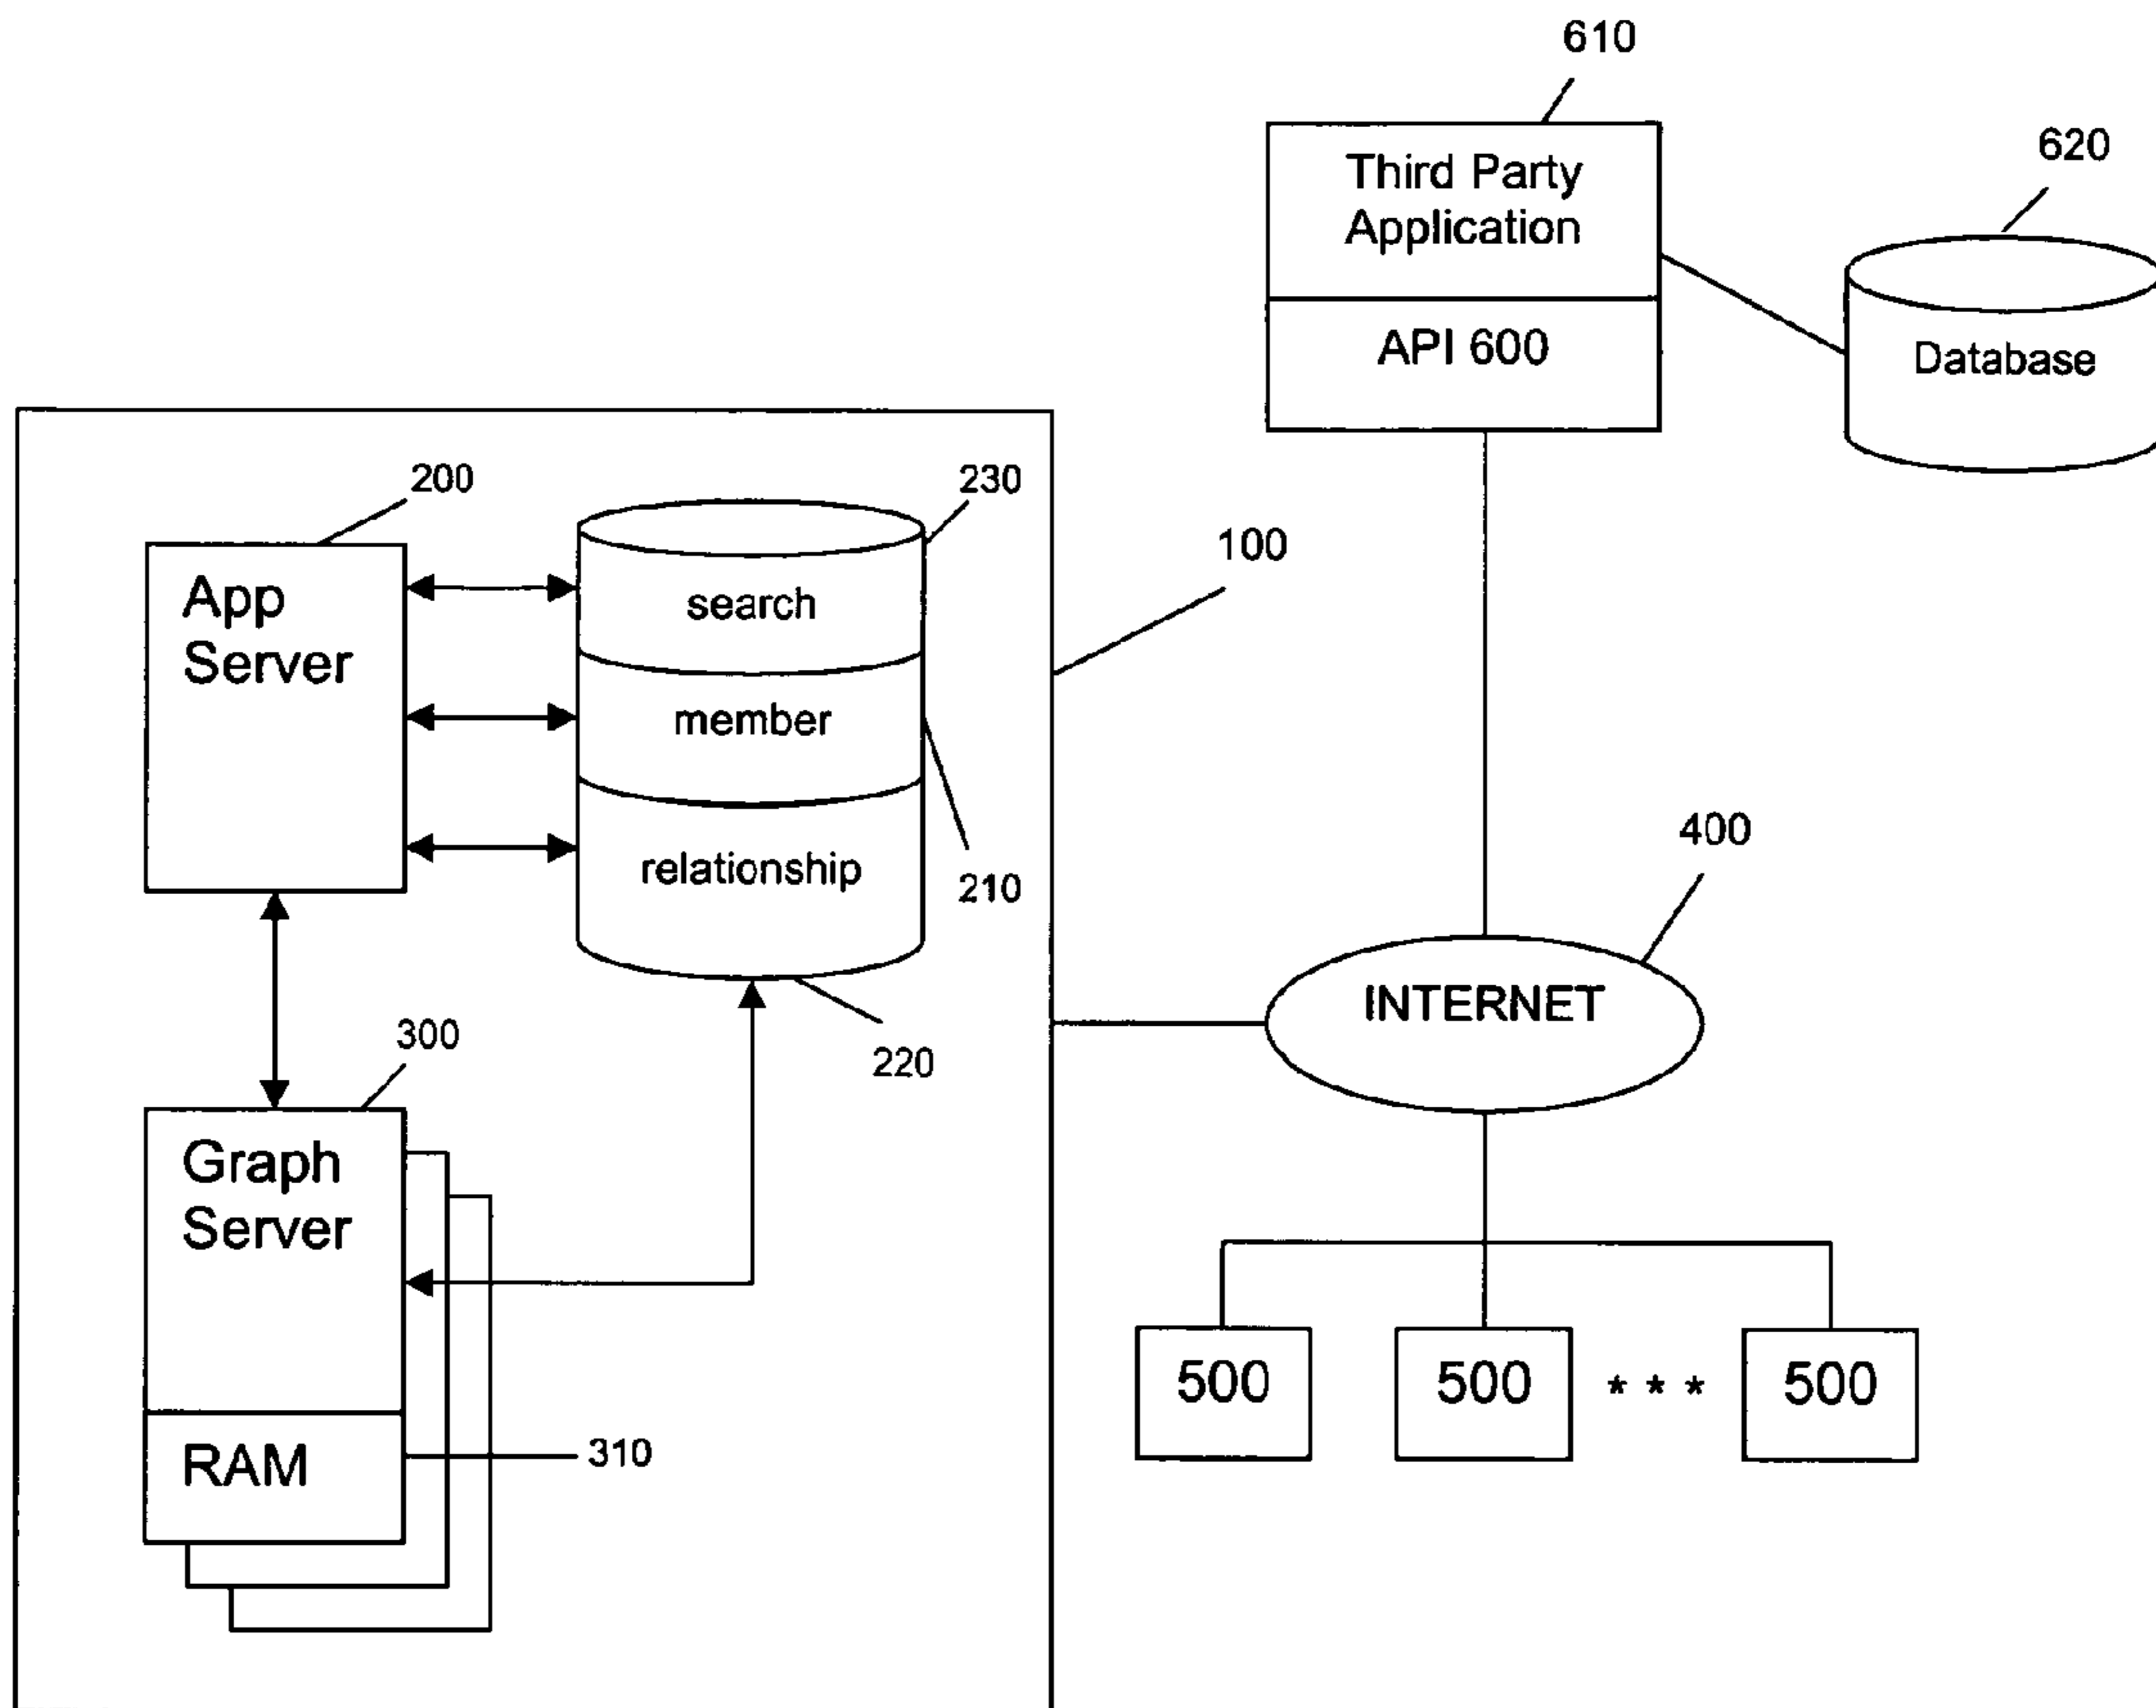 610
Third Party
Application
620
API 600
Database
200
230
100
App
Server
search
member
relationship
210
400
INTERNET
300
220
Graph
Server
500
500
* * *
500
RAM
310